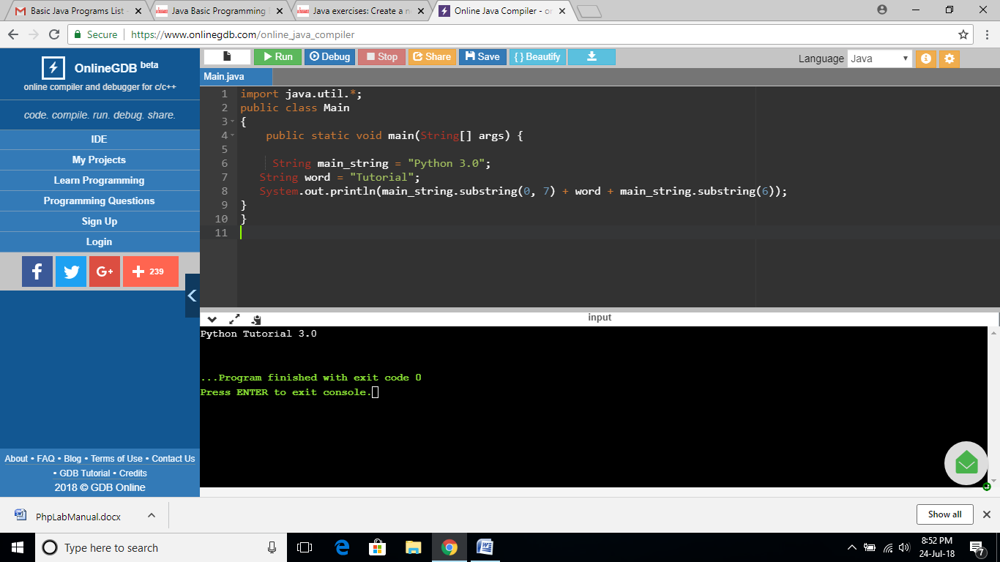 Basic Java Programs List -
Java Basic Programming
Java exercises: Create a n
Online Java Compiler - o
Secure
https://www.onlinegdb.com/online_java_compiler
OnlineGDB beta
online compiler and debugger for c/c++
code. compile. run. debug. share.
IDE
My Projects
Learn Programming
Programming Questions
Sign Up
Login
f
G+
+ 239
<
Run
Debug
Stop
Share
Save
{ } Beautify
Language Java
Main.java
1 import java.util.*;
2 public class Main
3 {
4 public static void main(String[] args) {
5
6 String main_string = "Python 3.0";
7 String word = "Tutorial";
8 System.out.println(main_string.substring(0, 7) + word + main_string.substring(6));
9 }
10 }
11
input
Python Tutorial 3.0
...Program finished with exit code 0
Press ENTER to exit console.
About • FAQ • Blog • Terms of Use • Contact Us
• GDB Tutorial • Credits
2018 © GDB Online
PhpLabManual.docx
Show all
Type here to search
8:52 PM
24-Jul-18
7